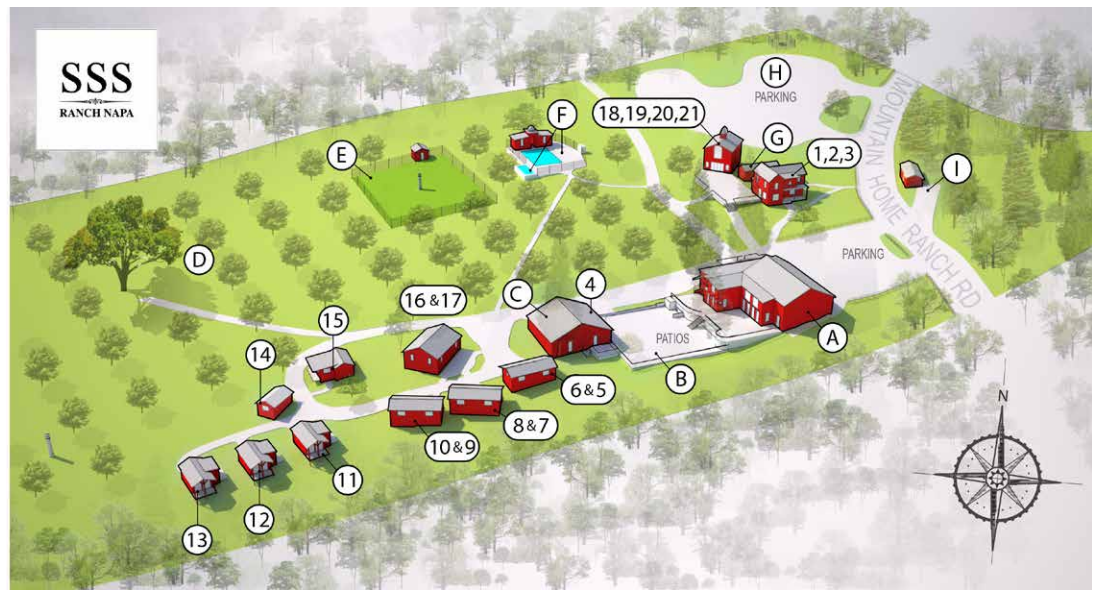 SSS
RANCH NAPA
H
PARKING
MOUNTAIN HOME RANCH RD
18,19,20,21
F
G
1,2,3
E
I
D
PARKING
C
4
16 & 17
15
PATIOS
A
B
14
6 & 5
8 & 7
10 & 9
11
12
13
N